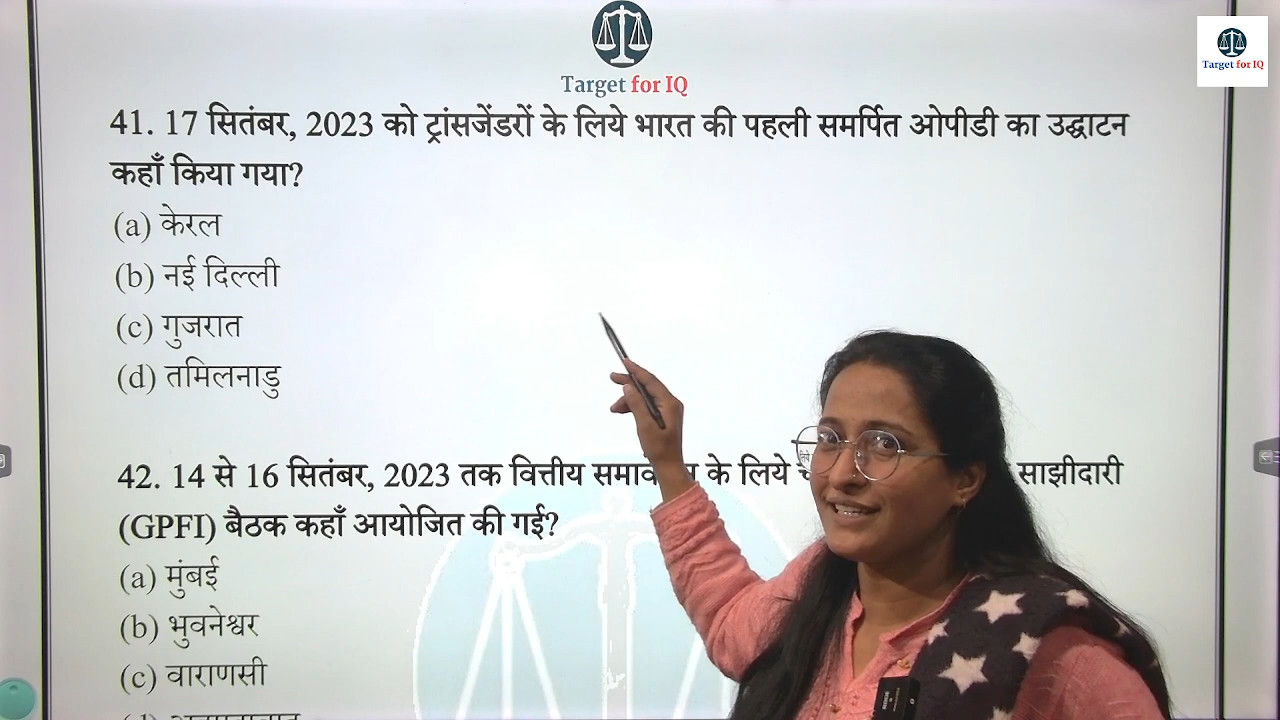 Target for IQ
Target for IQ
41. 17 सितंबर, 2023 को ट्रांसजेंडरों के लिये भारत की पहली समर्पित ओपीडी का उद्घाटन
कहाँ किया गया?
(a) केरल
(b) नई दिल्ली
(c) गुजरात
(d) तमिलनाडु
42. 14 से 16 सितंबर, 2023 तक वित्तीय के लिये साझीदारी
(GPFI) बैठक कहाँ आयोजित की गई?
(a) मुंबई
(b) भुवनेश्वर
(c) वाराणसी